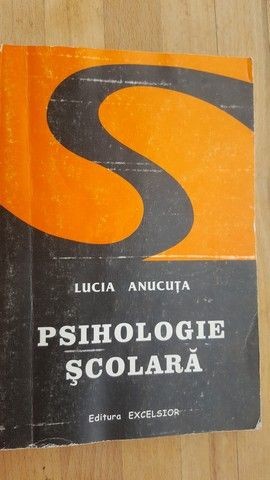 LUCIA ANUCUȚA
PSIHOLOGIE
ȘCOLARĂ
Editura EXCELSIOR